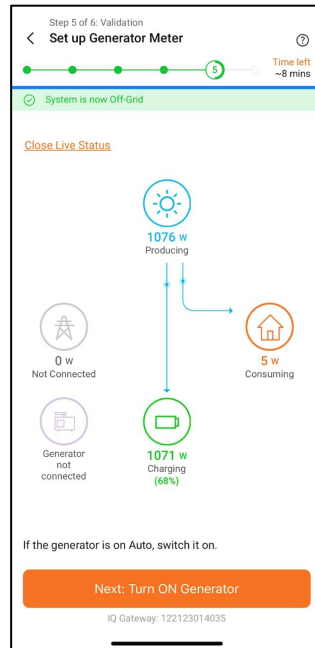 Step 5 of 6: Validation
Set up Generator Meter
5
Time left
~8 mins
System is now Off-Grid
Close Live Status
1076 W
Producing
0 W
Not Connected
5 W
Consuming
Generator
not
connected
1071 W
Charging
(68%)
If the generator is on Auto, switch it on.
Next: Turn ON Generator
IQ Gateway: 122123014035